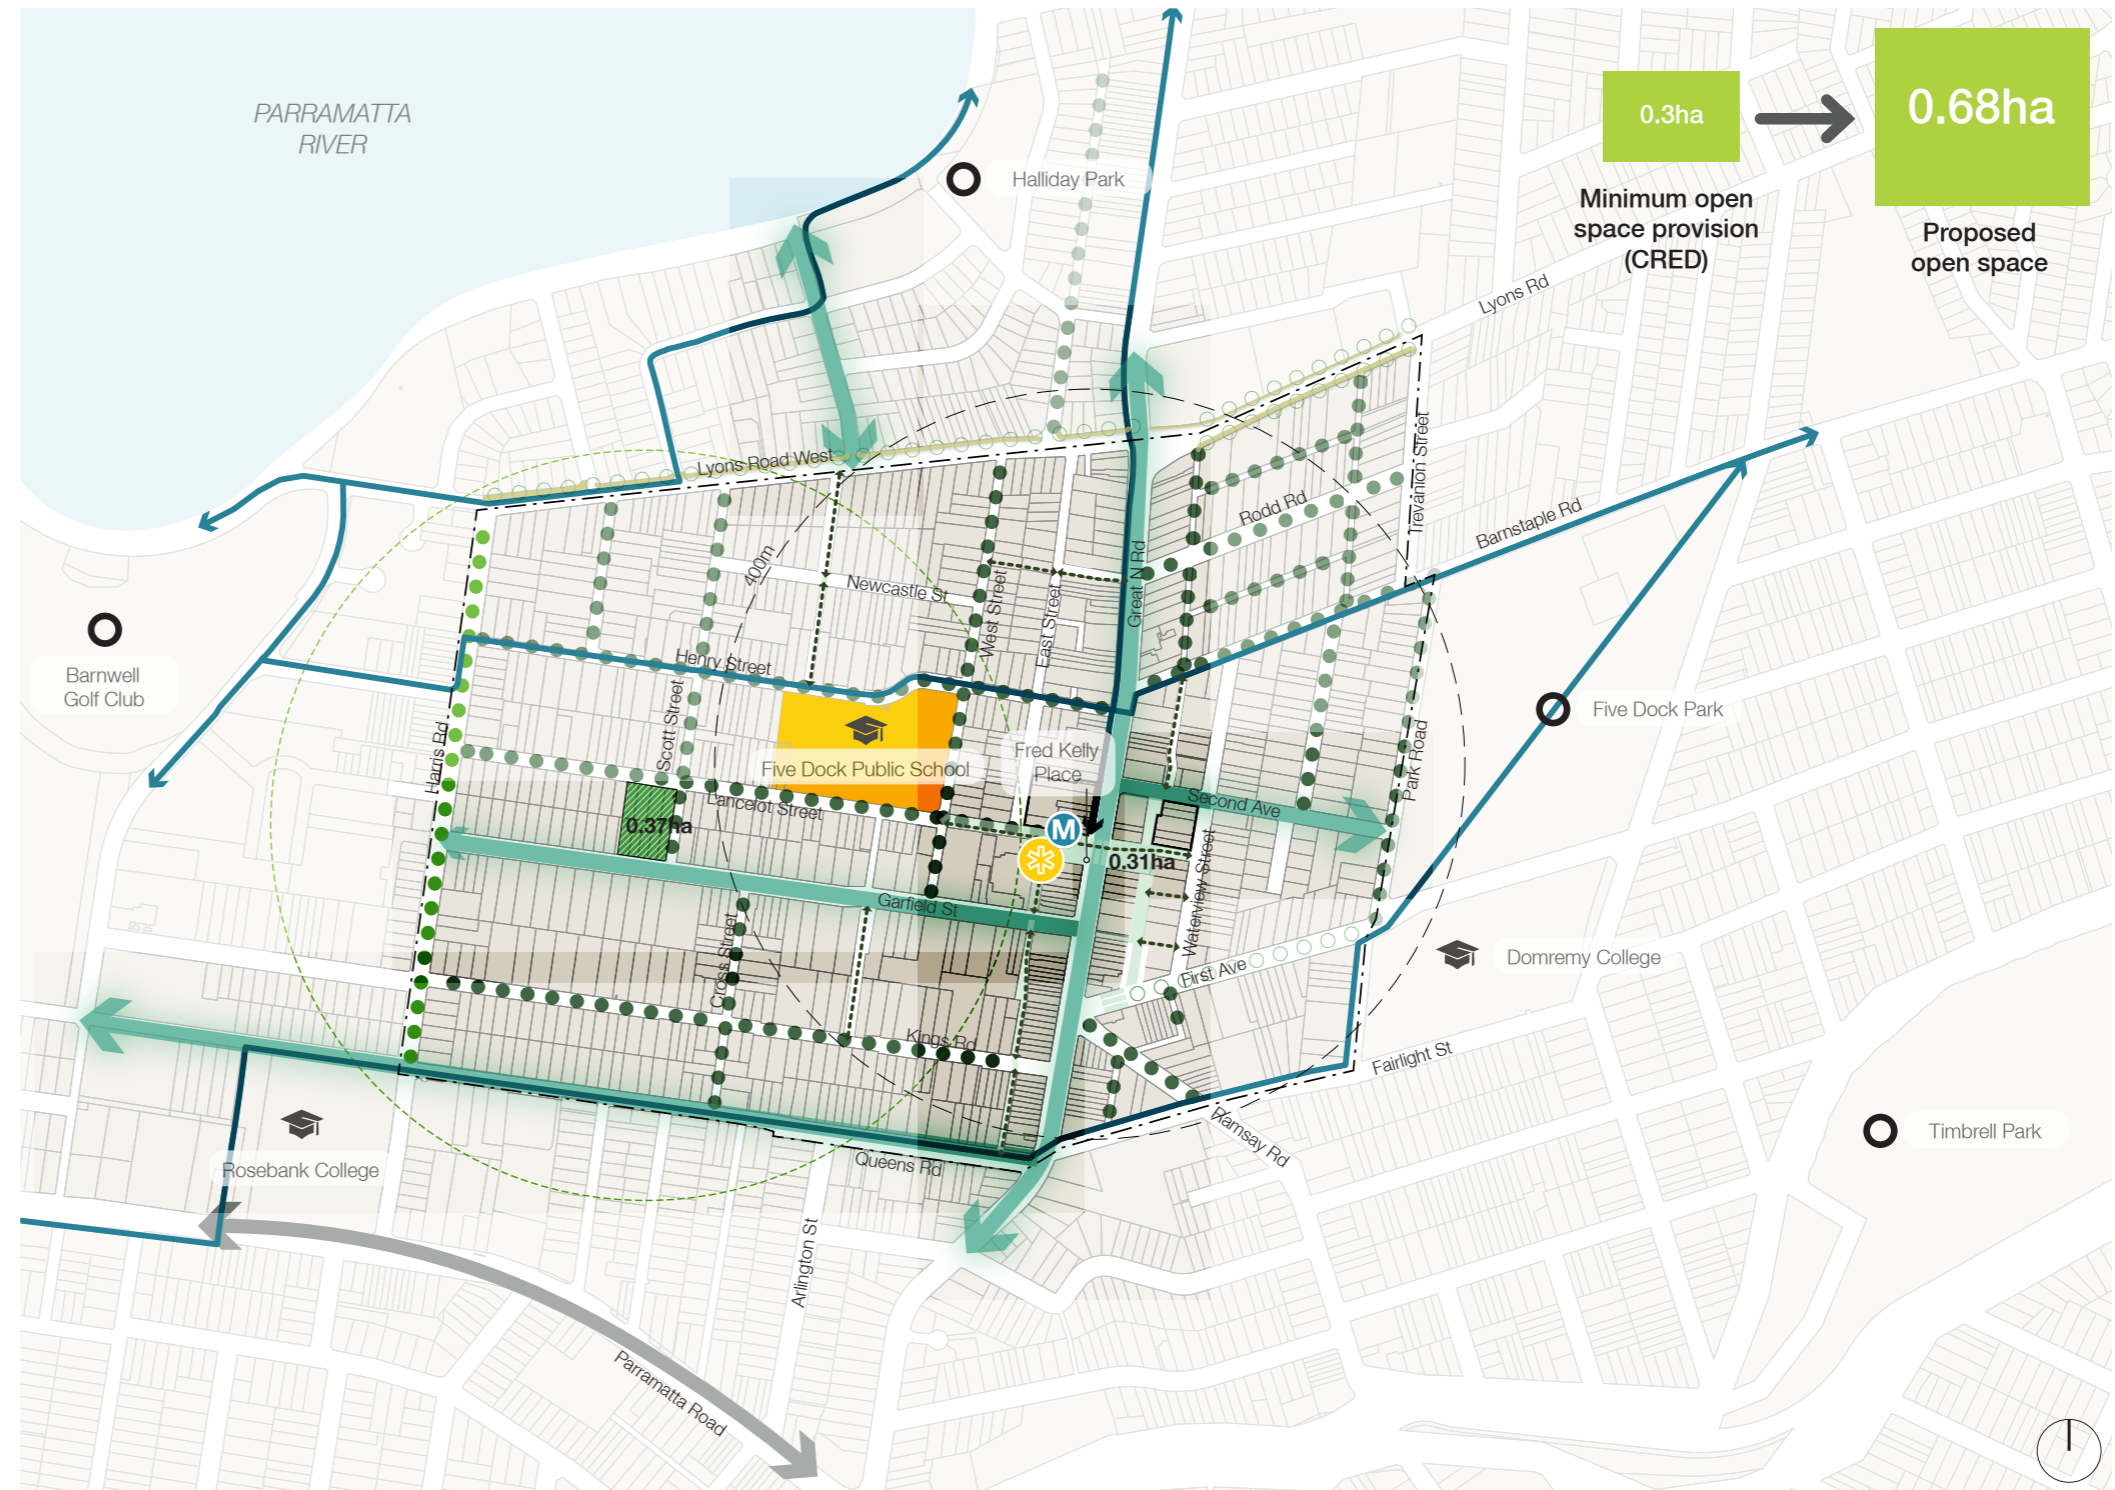 PARRAMATTA
RIVER
0.3ha
0.68ha
Minimum open
space provision
(CRED)
Proposed
open space
Halliday Park
Lyons Rd
Lyons Road West
Trevanion Street
Rodd Rd
Barnstaple Rd
400m
Newcastle St
West Street
East Street
Great N Rd
Barnwell
Golf Club
Henry Street
Scott Street
Harris Rd
Five Dock Public School
Fred Kelly
Place
Five Dock Park
Park Road
Lancelot Street
Second Ave
0.37ha
M
0.31ha
Waterview Street
Garfield St
Cross Street
First Ave
Domremy College
Kings Rd
Fairlight St
Ramsay Rd
Timbrell Park
Rosebank College
Queens Rd
Arlington St
Parramatta Road